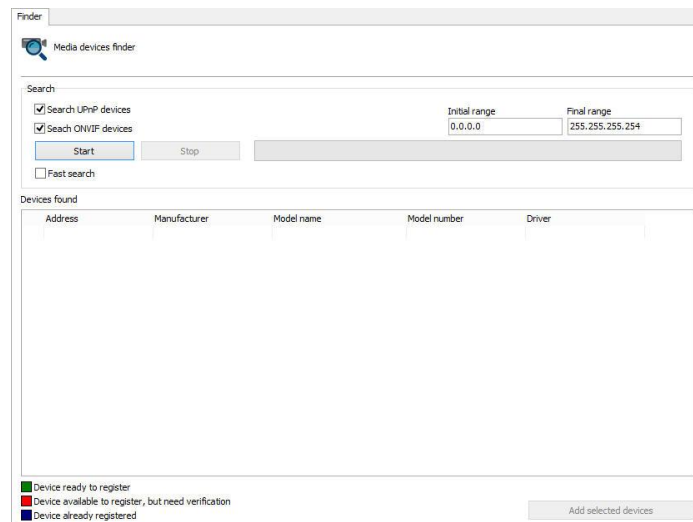 Finder
Media devices finder
Search
Search UPnP devices
Seach ONVIF devices
Initial range
Final range
0.0.0.0
255.255.255.254
Start
Stop
Fast search
Devices found
Address Manufacturer Model name Model number Driver
Device ready to register
Device available to register, but need verification
Device already registered
Add selected devices